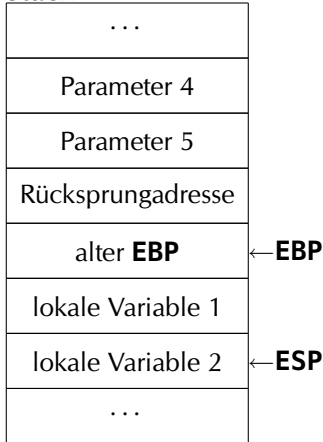 · · ·
Parameter 4
Parameter 5
Rücksprungadresse
alter EBP ←EBP
lokale Variable 1
lokale Variable 2 ←ESP
· · ·